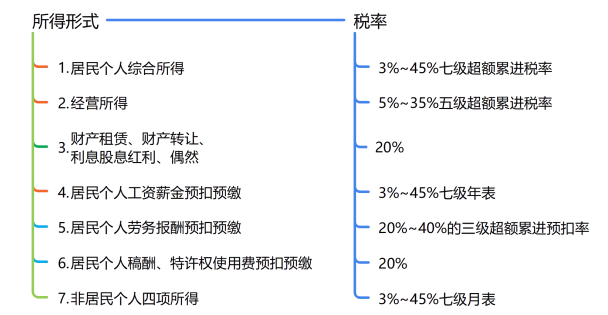 所得形式 税率
1.居民个人综合所得 3%~45%七级超额累进税率
2.经营所得 5%~35%五级超额累进税率
3.财产租赁、财产转让、
利息股息红利、偶然 20%
4.居民个人工资薪金预扣预缴 3%~45%七级年表
5.居民个人劳务报酬预扣预缴 20%~40%的三级超额累进预扣率
6.居民个人稿酬、特许权使用费预扣预缴 20%
7.非居民个人四项所得 3%~45%七级月表